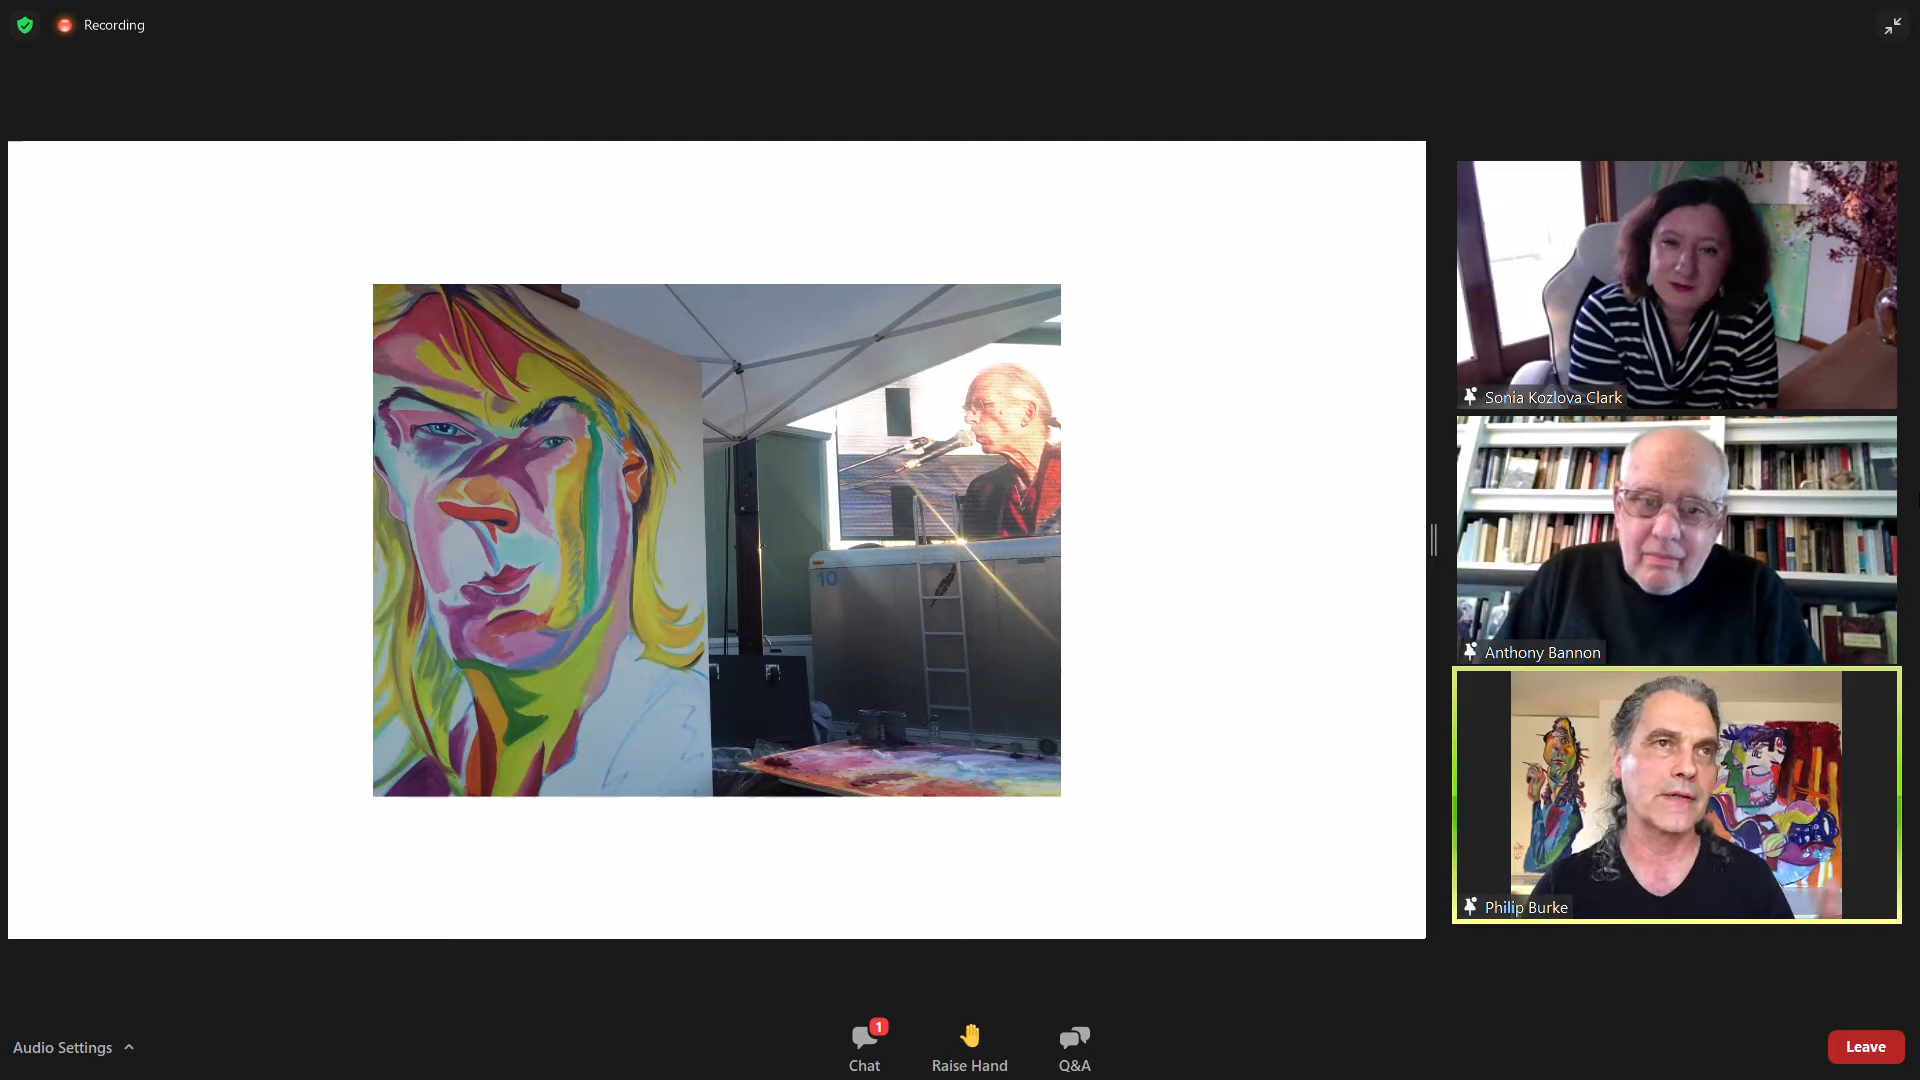 Recording
10
Sonia Kozlova Clark
Anthony Bannon
Philip Burke
Audio Settings
1
Chat
Raise Hand
Q&A
Leave